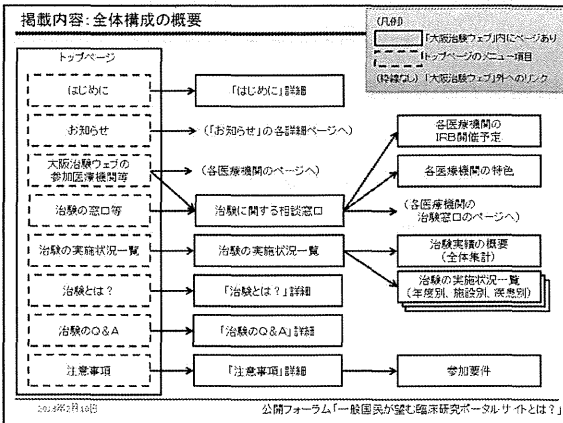 掲載内容:全体構成の概要
(凡例)
「大阪治験ウェブ」内にページあり
トップページのメニュー項目
(枠線なし)「大阪治験ウェブ」外へのリンク
トップページ
はじめに
「はじめに」詳細
お知らせ
(「お知らせ」の各詳細ページへ)
各医療機関の
IRB開催予定
大阪治験ウェブの
参加医療機関等
(各医療機関のページへ)
各医療機関の特色
治験の窓口等
治験に関する相談窓口
(各医療機関の
治験窓口のページへ)
治験の実施状況一覧
治験の実施状況一覧
治験実績の概要
(全体集計)
治験とは?
「治験とは?」詳細
治験の実施状況一覧
(年度別、施設別、疾患別)
治験のQ&A
「治験のQ&A」詳細
注意事項
「注意事項」詳細
参加要件
公開フォーラム「一般国民が望む臨床研究ポータルサイトとは?」